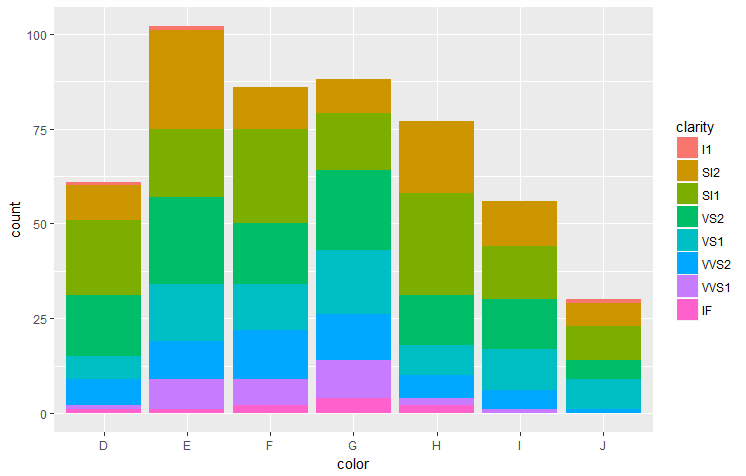 100
75
50
25
0
count
D E F G H I J
color
clarity
I1
SI2
SI1
VS2
VS1
VVS2
VVS1
IF